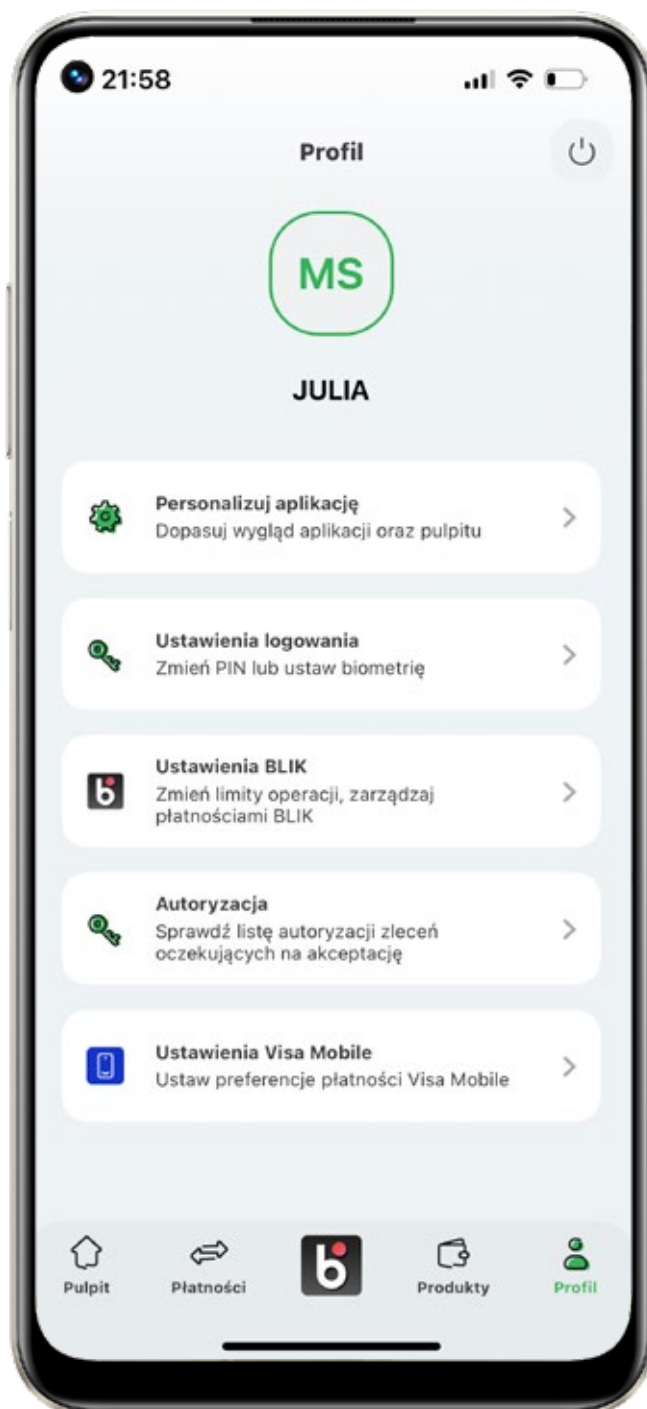 21:58
Profil
MS
JULIA
Personalizuj aplikację
Dopasuj wygląd aplikacji oraz pulpitu
Ustawienia logowania
Zmień PIN lub ustaw biometrię
Ustawienia BLIK
Zmień limity operacji, zarządzaj
płatnościami BLIK
Autoryzacja
Sprawdź listę autoryzacji zleceń
oczekujących na akceptację
Ustawienia Visa Mobile
Ustaw preferencje płatności Visa Mobile
Pulpit
Płatności
Produkty
Profil